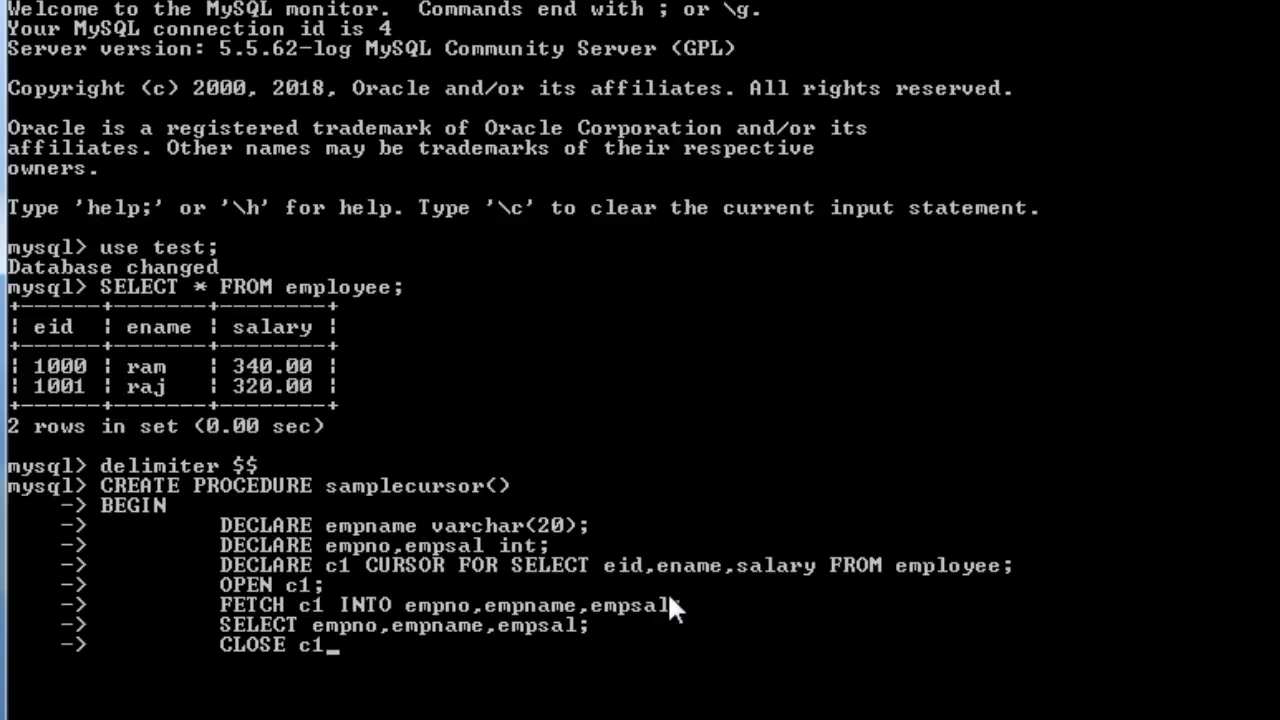 Welcome to the MySQL monitor.  Commands end with ; or \g.
Your MySQL connection id is 4
Server version: 5.5.62-log MySQL Community Server (GPL)
Copyright (c) 2000, 2018, Oracle and/or its affiliates. All rights reserved.
Oracle is a registered trademark of Oracle Corporation and/or its
affiliates. Other names may be trademarks of their respective
owners.
Type 'help;' or '\h' for help. Type '\c' to clear the current input statement.
mysql> use test;
Database changed
mysql> SELECT * FROM employee;
+------+-------+--------+
| eid  | ename | salary |
+------+-------+--------+
| 1000 | ram   | 340.00 |
| 1001 | raj   | 320.00 |
+------+-------+--------+
2 rows in set (0.00 sec)
mysql> delimiter $$
mysql> CREATE PROCEDURE samplecursor()
    -> BEGIN
    ->          DECLARE empname varchar(20);
    ->          DECLARE empno,empsal int;
    ->          DECLARE c1 CURSOR FOR SELECT eid,ename,salary FROM employee;
    ->          OPEN c1;
    ->          FETCH c1 INTO empno,empname,empsal;
    ->          SELECT empno,empname,empsal;
    ->          CLOSE c1_